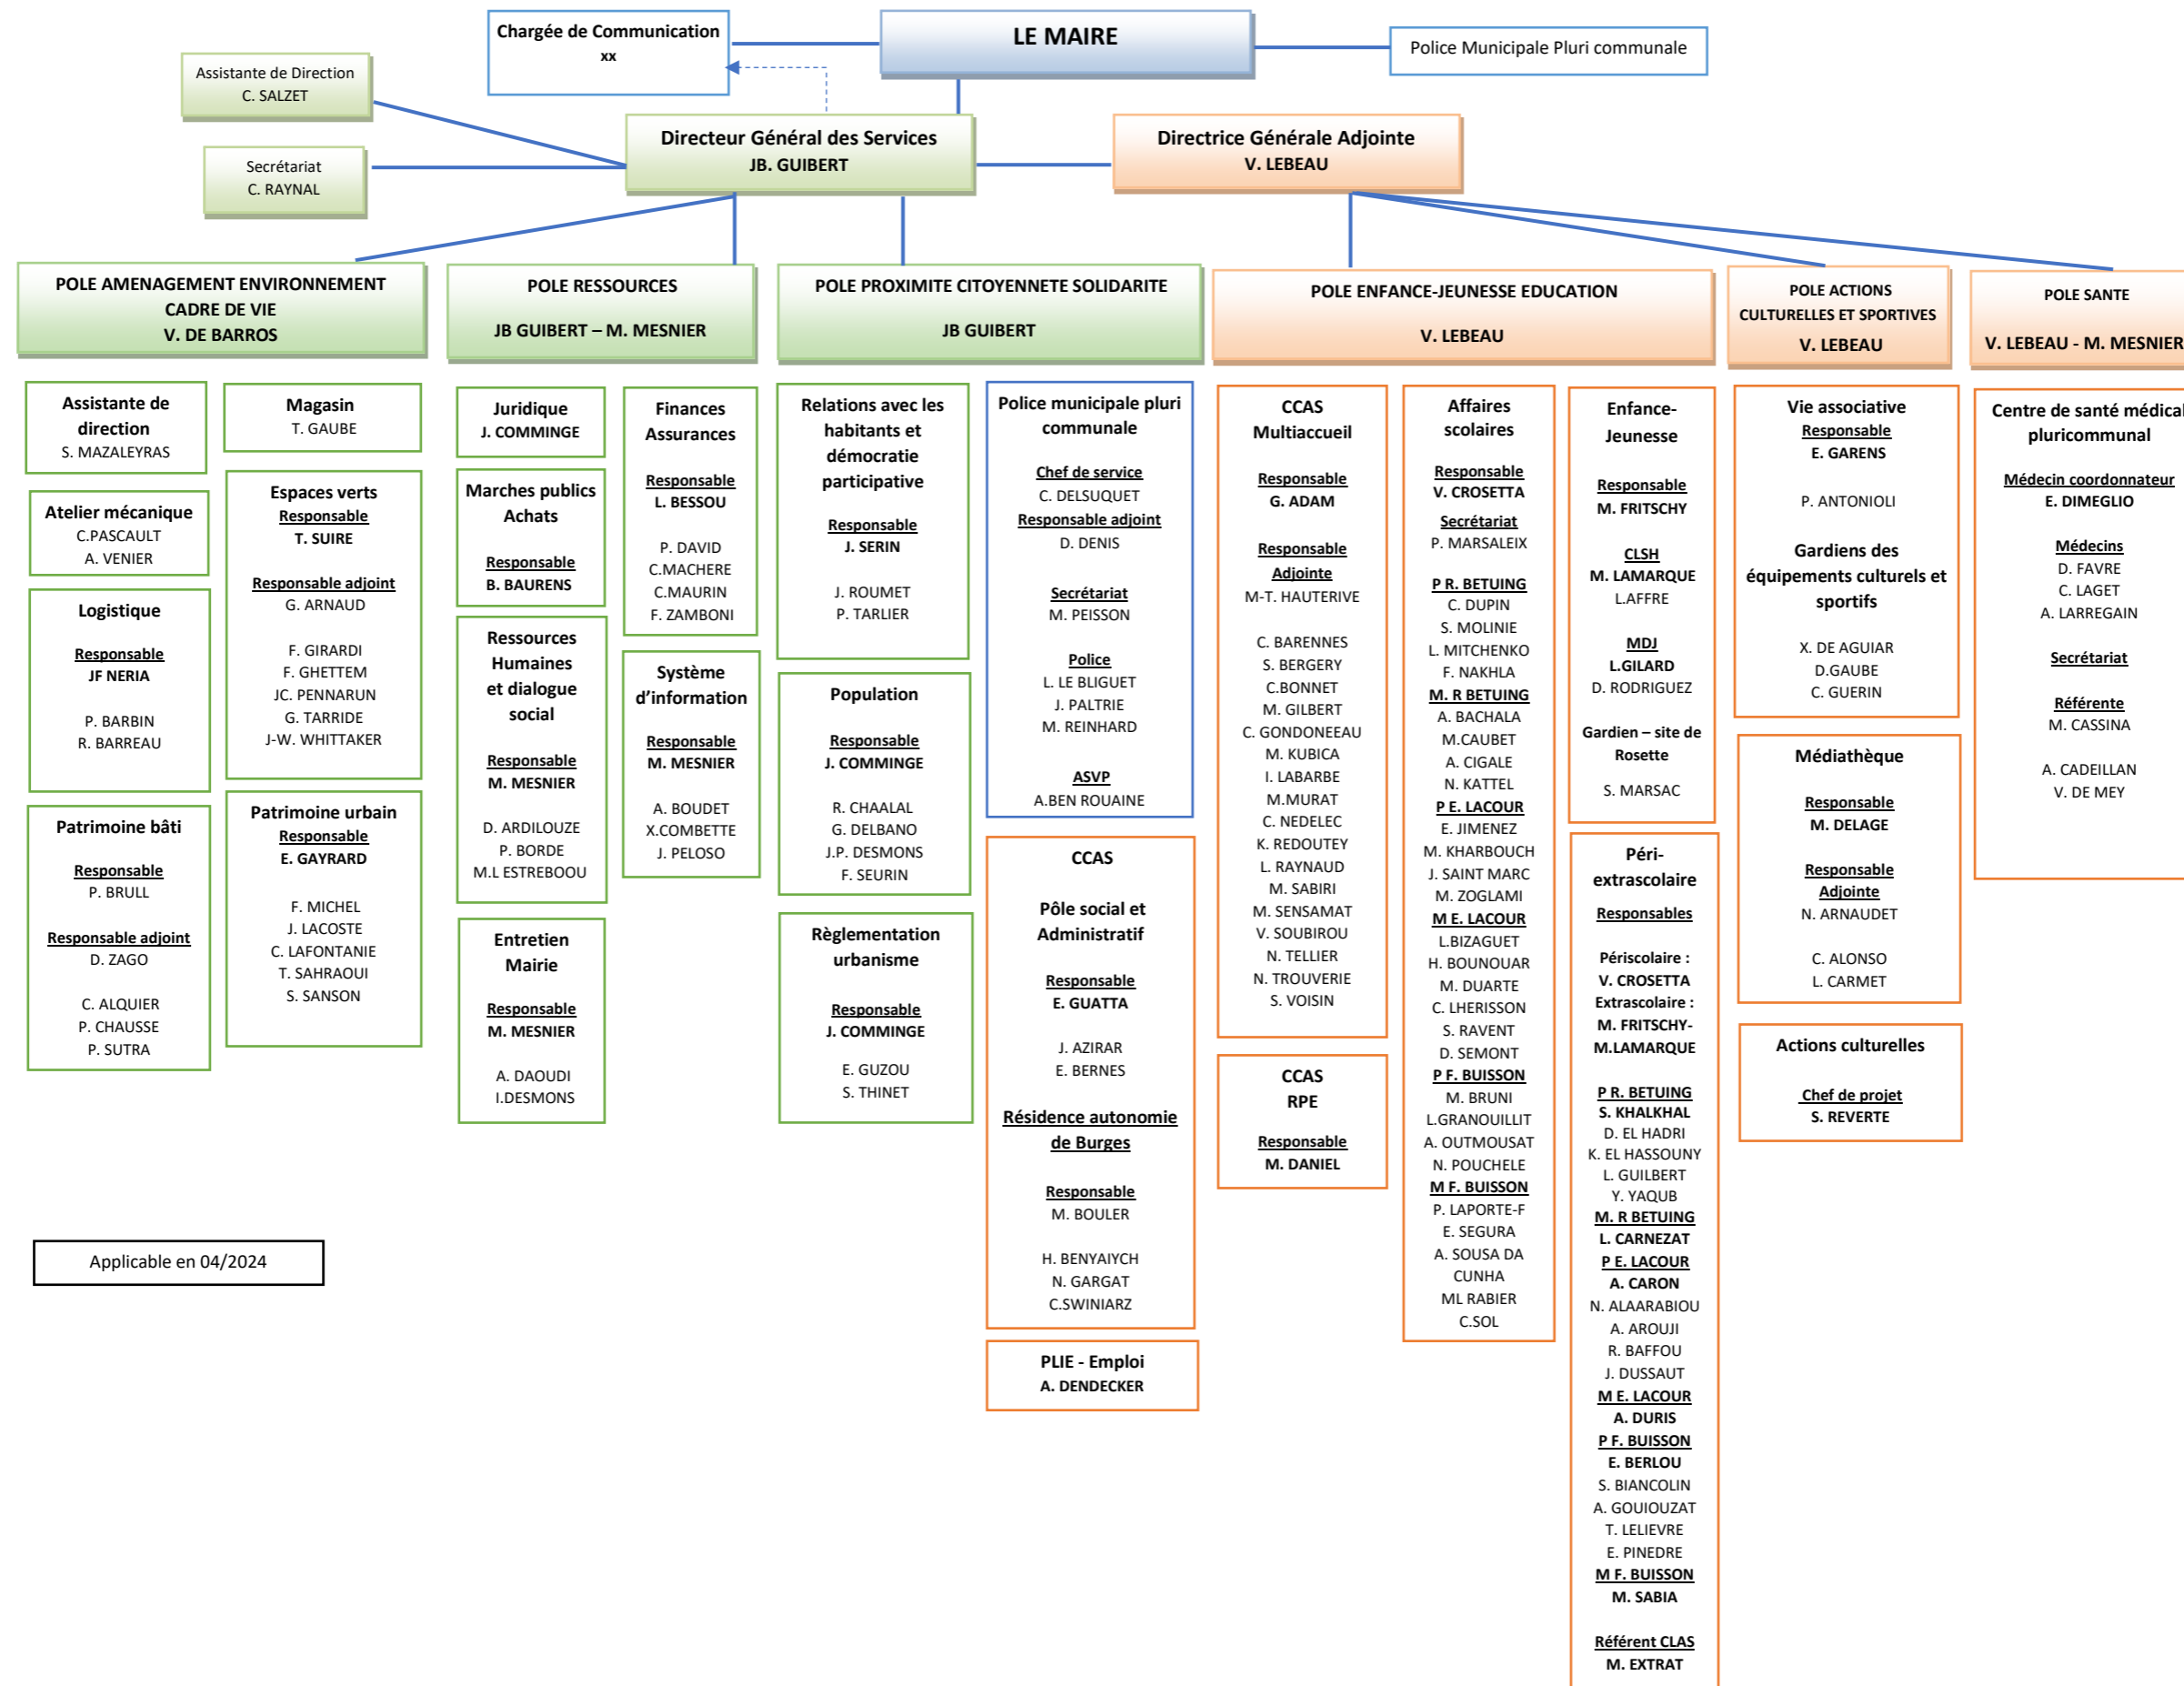 Chargée de Communication
xx
LE MAIRE
Police Municipale Pluri communale
Assistante de Direction
C. SALZET
Secrétariat
C. RAYNAL
Directeur Général des Services
JB. GUIBERT
Directrice Générale Adjointe
V. LEBEAU
POLE AMENAGEMENT ENVIRONNEMENT
CADRE DE VIE
V. DE BARROS
POLE RESSOURCES
JB GUIBERT – M. MESNIER
POLE PROXIMITE CITOYENNETE SOLIDARITE
JB GUIBERT
POLE ENFANCE-JEUNESSE EDUCATION
V. LEBEAU
POLE ACTIONS
CULTURELLES ET SPORTIVES
V. LEBEAU
POLE SANTE
V. LEBEAU - M. MESNIER
Assistante de
direction
S. MAZALEYRAS
Atelier mécanique
C.PASCAULT
A. VENIER
Logistique
Responsable
JF NERIA
P. BARBIN
R. BARREAU
Patrimoine bâti
Responsable
P. BRULL
Responsable adjoint
D. ZAGO
C. ALQUIER
P. CHAUSSE
P. SUTRA
Magasin
T. GAUBE
Espaces verts
Responsable
T. SUIRE
Responsable adjoint
G. ARNAUD
F. GIRARDI
F. GHETTEM
JC. PENNARUN
G. TARRIDE
J-W. WHITTAKER
Patrimoine urbain
Responsable
E. GAYRARD
F. MICHEL
J. LACOSTE
C. LAFONTANIE
T. SAHRAOUI
S. SANSON
Juridique
J. COMMINGE
Marches publics
Achats
Responsable
B. BAURENS
Ressources
Humaines
et dialogue
social
Responsable
M. MESNIER
D. ARDILOUZE
P. BORDE
M.L ESTREBOOU
Entretien
Mairie
Responsable
M. MESNIER
A. DAOUDI
I.DESMONS
Finances
Assurances
Responsable
L. BESSOU
P. DAVID
C.MACHERE
C.MAURIN
F. ZAMBONI
Système
d’information
Responsable
M. MESNIER
A. BOUDET
X.COMBETTE
J. PELOSO
Relations avec les
habitants et
démocratie
participative
Responsable
J. SERIN
J. ROUMET
P. TARLIER
Population
Responsable
J. COMMINGE
R. CHAALAL
G. DELBANO
J.P. DESMONS
F. SEURIN
Règlementation
urbanisme
Responsable
J. COMMINGE
E. GUZOU
S. THINET
Police municipale pluri
communale
Chef de service
C. DELSUQUET
Responsable adjoint
D. DENIS
Secrétariat
M. PEISSON
Police
L. LE BLIGUET
J. PALTRIE
M. REINHARD
ASVP
A.BEN ROUAINE
CCAS
Pôle social et
Administratif
Responsable
E. GUATTA
J. AZIRAR
E. BERNES
Résidence autonomie
de Burges
Responsable
M. BOULER
H. BENYAIYCH
N. GARGAT
C.SWINIARZ
PLIE - Emploi
A. DENDECKER
CCAS
Multiaccueil
Responsable
G. ADAM
Responsable
Adjointe
M-T. HAUTERIVE
C. BARENNES
S. BERGERY
C.BONNET
M. GILBERT
C. GONDONEEAU
M. KUBICA
I. LABARBE
M.MURAT
C. NEDELEC
K. REDOUTEY
L. RAYNAUD
M. SABIRI
M. SENSAMAT
V. SOUBIROU
N. TELLIER
N. TROUVERIE
S. VOISIN
CCAS
RPE
Responsable
M. DANIEL
Affaires
scolaires
Responsable
V. CROSETTA
Secrétariat
P. MARSALEIX
P R. BETUING
C. DUPIN
S. MOLINIE
L. MITCHENKO
F. NAKHLA
M. R BETUING
A. BACHALA
M.CAUBET
A. CIGALE
N. KATTEL
P E. LACOUR
E. JIMENEZ
M. KHARBOUCH
J. SAINT MARC
M. ZOGLAMI
M E. LACOUR
L.BIZAGUET
H. BOUNOUAR
M. DUARTE
C. LHERISSON
S. RAVENT
D. SEMONT
P F. BUISSON
M. BRUNI
L.GRANOUILLIT
A. OUTMOUSAT
N. POUCHELE
M F. BUISSON
P. LAPORTE-F
E. SEGURA
A. SOUSA DA
CUNHA
ML RABIER
C.SOL
Enfance-
Jeunesse
Responsable
M. FRITSCHY
CLSH
M. LAMARQUE
L.AFFRE
MDJ
L.GILARD
D. RODRIGUEZ
Gardien – site de
Rosette
S. MARSAC
Péri-
extrascolaire
Responsables
Périscolaire :
V. CROSETTA
Extrascolaire :
M. FRITSCHY-
M.LAMARQUE
P R. BETUING
S. KHALKHAL
D. EL HADRI
K. EL HASSOUNY
L. GUILBERT
Y. YAQUB
M. R BETUING
L. CARNEZAT
P E. LACOUR
A. CARON
N. ALAARABIOU
A. AROUJI
R. BAFFOU
J. DUSSAUT
M E. LACOUR
A. DURIS
P F. BUISSON
E. BERLOU
S. BIANCOLIN
A. GOUIOUZAT
T. LELIEVRE
E. PINEDRE
M F. BUISSON
M. SABIA
Référent CLAS
M. EXTRAT
Vie associative
Responsable
E. GARENS
P. ANTONIOLI
Gardiens des
équipements culturels et
sportifs
X. DE AGUIAR
D.GAUBE
C. GUERIN
Médiathèque
Responsable
M. DELAGE
Responsable
Adjointe
N. ARNAUDET
C. ALONSO
L. CARMET
Actions culturelles
Chef de projet
S. REVERTE
Centre de santé médical
pluricommunal
Médecin coordonnateur
E. DIMEGLIO
Médecins
D. FAVRE
C. LAGET
A. LARREGAIN
Secrétariat
Référente
M. CASSINA
A. CADEILLAN
V. DE MEY
Applicable en 04/2024